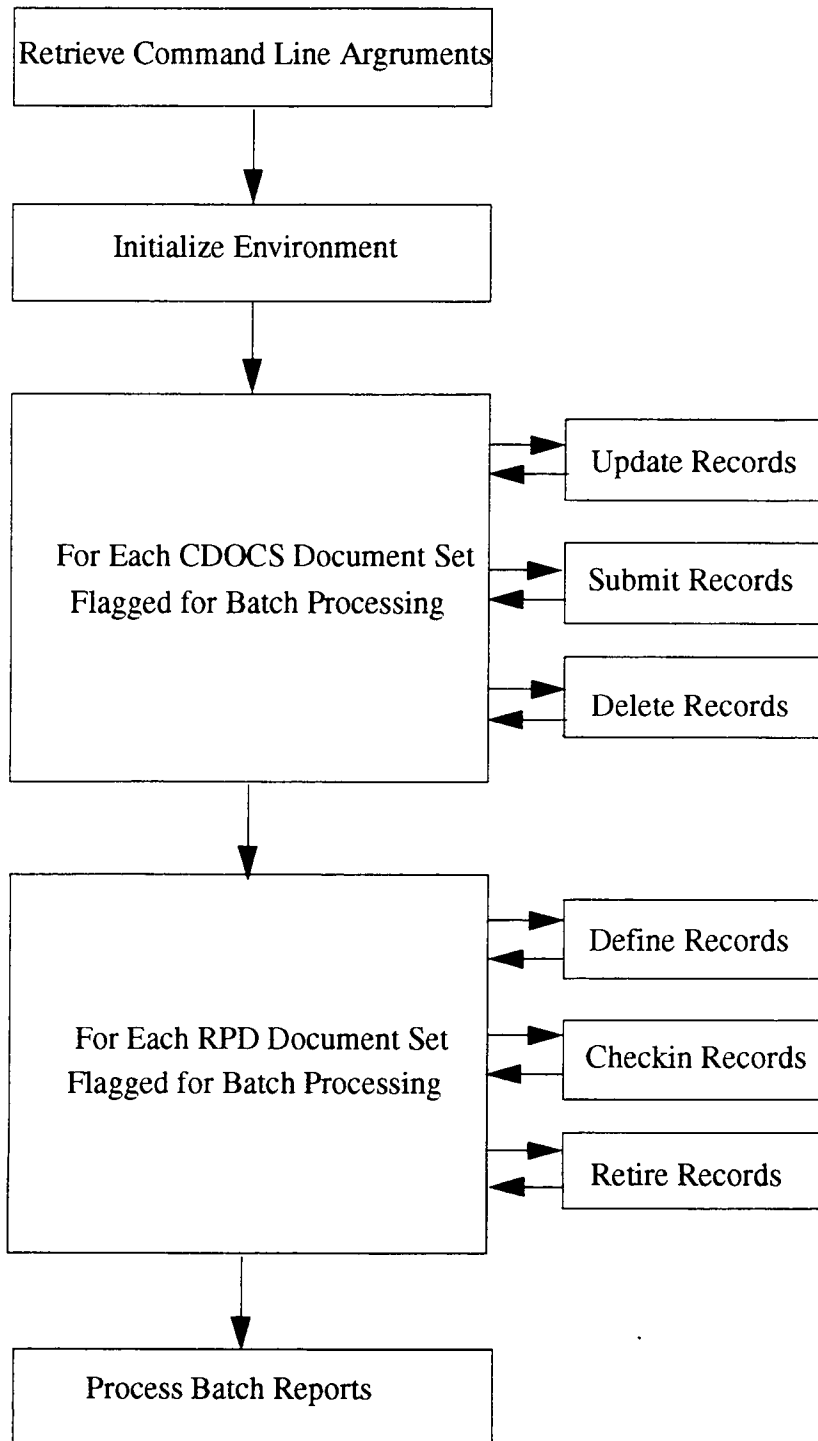 Retrieve Command Line Argruments
Initialize Environment
For Each CDOCS Document Set
Flagged for Batch Processing
Update Records
Submit Records
Delete Records
For Each RPD Document Set
Flagged for Batch Processing
Define Records
Checkin Records
Retire Records
Process Batch Reports